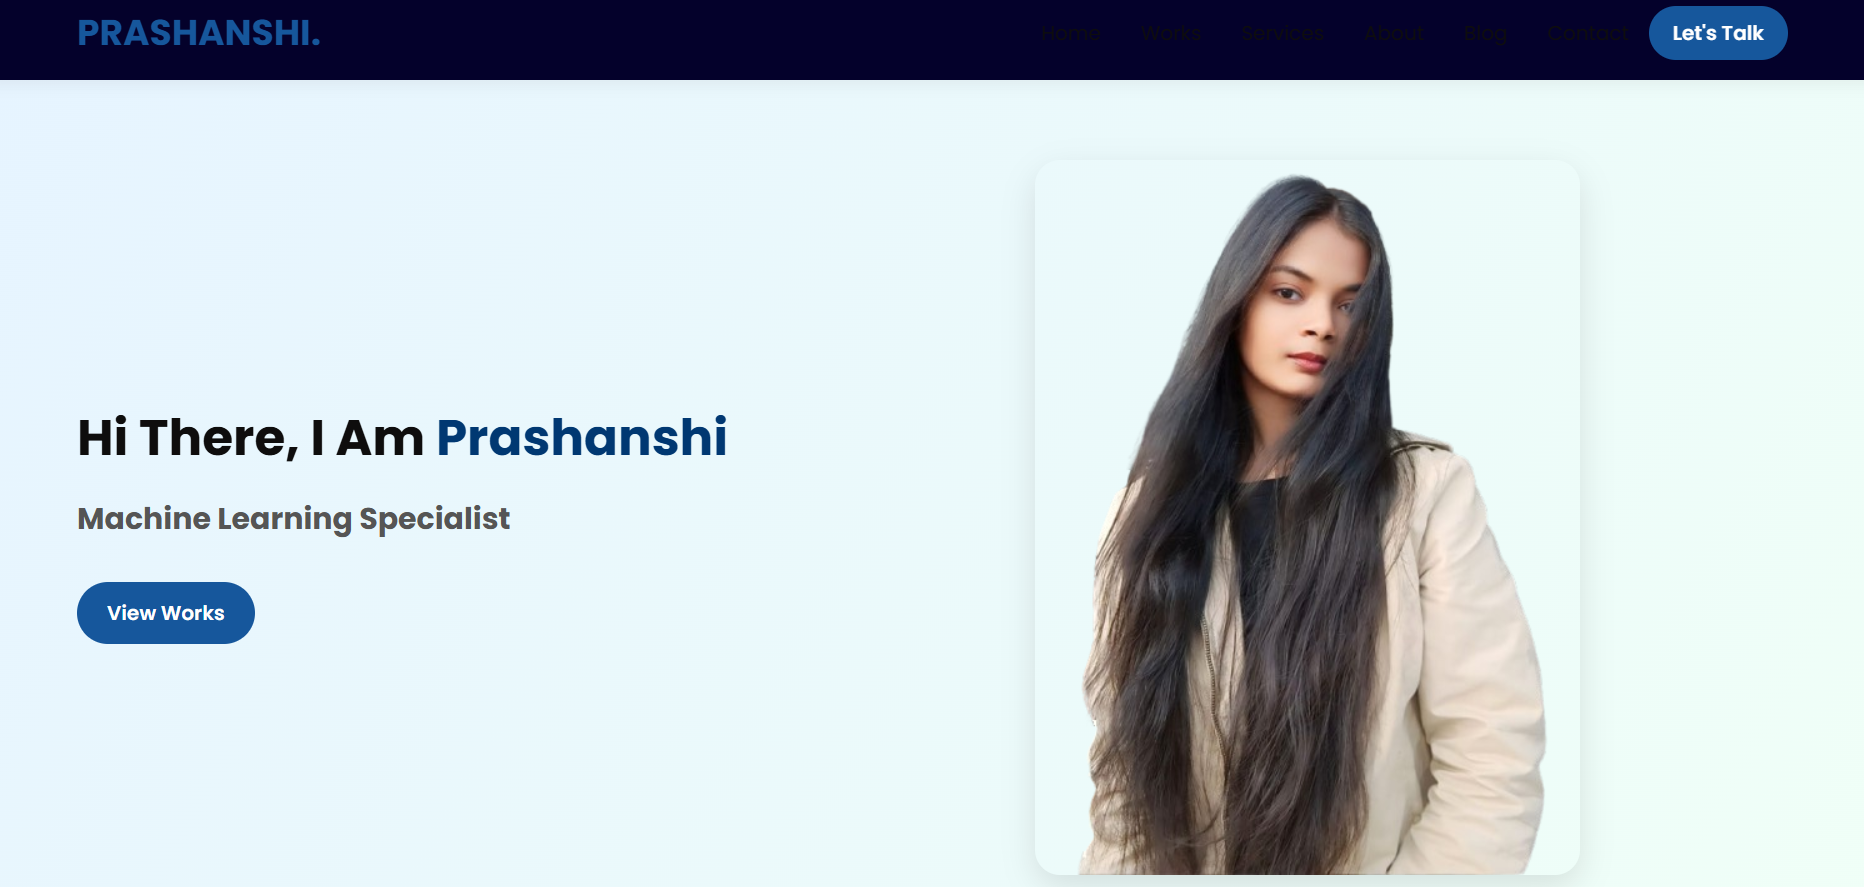 PRASHANSHI.
Home Works Services About Blog Contact Let's Talk
Hi There, I Am Prashanshi
Machine Learning Specialist
View Works